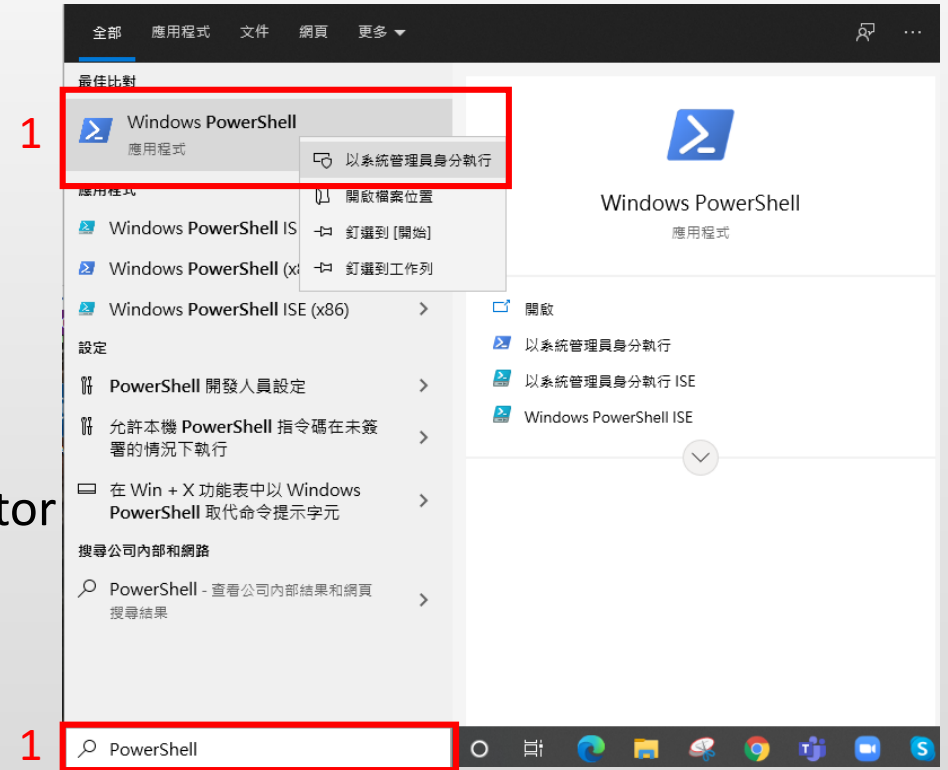 全部 應用程式 文件 網頁 更多
最佳比對
1
Windows PowerShell
應用程式
以系統管理員身分執行
應用程式
開啟檔案位置
Windows PowerShell IS
釘選到 [開始]
Windows PowerShell (x
釘選到工作列
Windows PowerShell ISE (x86)
設定
PowerShell 開發人員設定
允許本機 PowerShell 指令碼在未簽
署的情況下執行
tor
在 Win + X 功能表中以 Windows
PowerShell 取代命令提示字元
搜尋公司內部和網路
PowerShell - 查看公司內部結果和網頁
搜尋結果
Windows PowerShell
應用程式
開啟
以系統管理員身分執行
以系統管理員身分執行 ISE
Windows PowerShell ISE
1
PowerShell